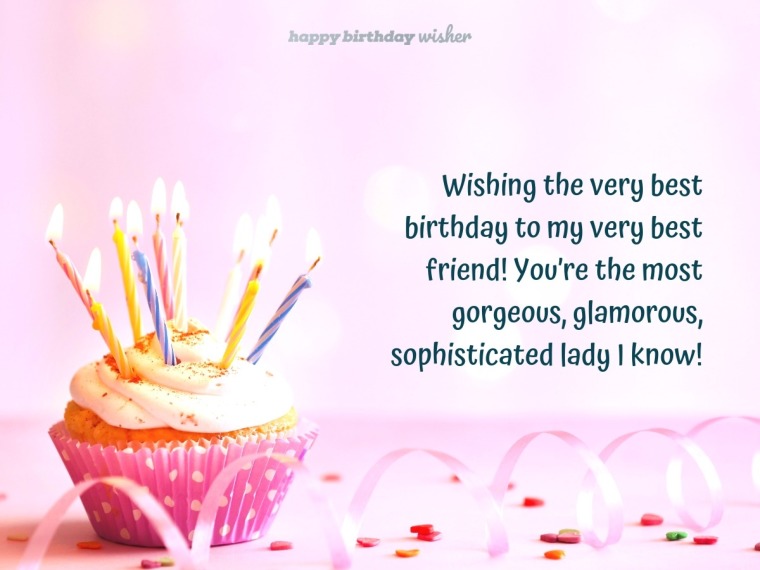 happy birthday wisher
Wishing the very best
birthday to my very best
friend! You're the most
gorgeous, glamorous,
sophisticated lady I know!